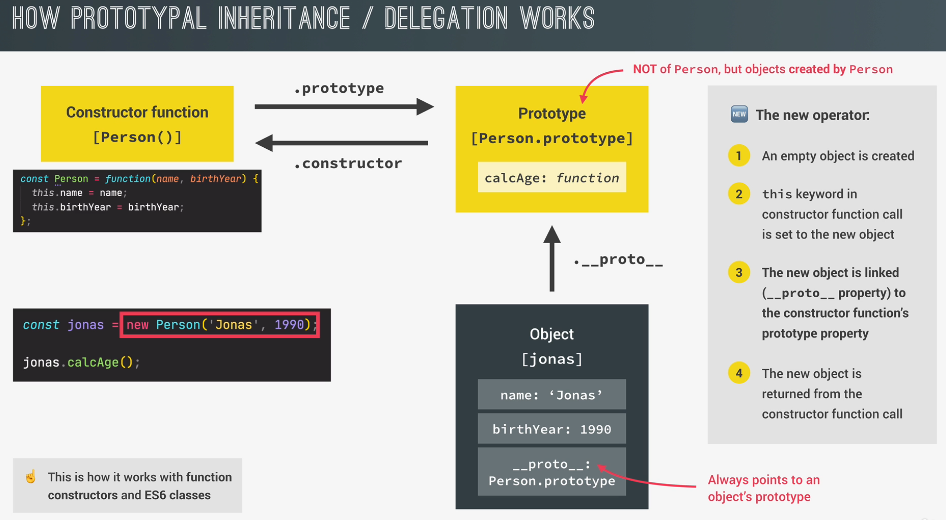 HOW PROTOTYPAL INHERITANCE / DELEGATION WORKS
NOT of Person, but objects created by Person
Constructor function
[Person()]
.prototype
.constructor
Prototype
[Person.prototype]
calcAge: function
const Person = function(name, birthYear) {
this.name = name;
this.birthYear = birthYear;
};
.__proto__
const jonas = new Person('Jonas', 1990);
jonas.calcAge();
Object
[jonas]
name: ‘Jonas’
birthYear: 1990
__proto__:
Person.prototype
Always points to an
object's prototype
☝ This is how it works with function
constructors and ES6 classes
NEW The new operator:
1 An empty object is created
2 this keyword in
constructor function call
is set to the new object
3 The new object is linked
(__proto__ property) to
the constructor function's
prototype property
4 The new object is
returned from the
constructor function call